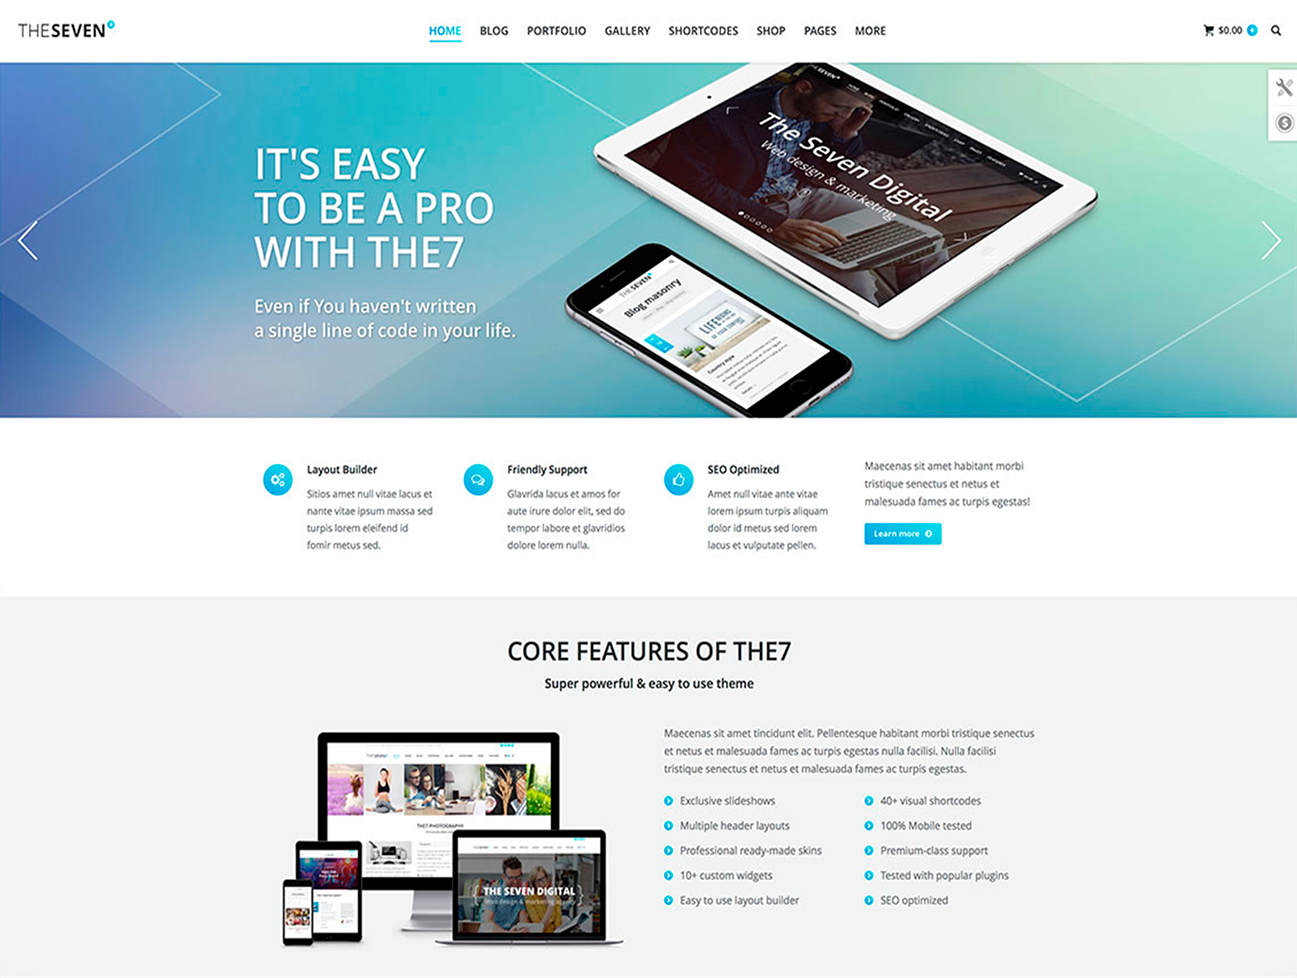 THESEVEN
HOME BLOG PORTFOLIO GALLERY SHORTCODES SHOP PAGES MORE
$0.00 0
IT'S EASY
TO BE A PRO
WITH THE7
Even if You haven't written
a single line of code in your life.
THESEVEN
The Seven Digital
Web design & marketing
THESEVEN
Blog masonry
LIFE BEGINS
Country style
Layout Builder
Sitios amet null vitae lacus et
nante vitae ipsum massa sed
turpis lorem eleifend id
fomir metus sed.
Friendly Support
Glavrida lacus et amos for
aute irure dolor elit, sed do
tempor labore et glavridios
dolore lorem nulla.
SEO Optimized
Amet null vitae ante vitae
lorem ipsum turpis aliquam
dolor id metus sed lorem
lacus et vulputate pellen.
Maecenas sit amet habitant morbi
tristique senectus et netus et
malesuada fames ac turpis egestas!
Learn more
CORE FEATURES OF THE7
Super powerful & easy to use theme
THE7 PHOTOGRAPHY
THE SEVEN DIGITAL
Web design & marketing agency
Maecenas sit amet tincidunt elit. Pellentesque habitant morbi tristique senectus
et netus et malesuada fames ac turpis egestas nulla facilisi. Nulla facilisi
tristique senectus et netus et malesuada fames ac turpis egestas.
Exclusive slideshows
Multiple header layouts
Professional ready-made skins
10+ custom widgets
Easy to use layout builder
40+ visual shortcodes
100% Mobile tested
Premium-class support
Tested with popular plugins
SEO optimized